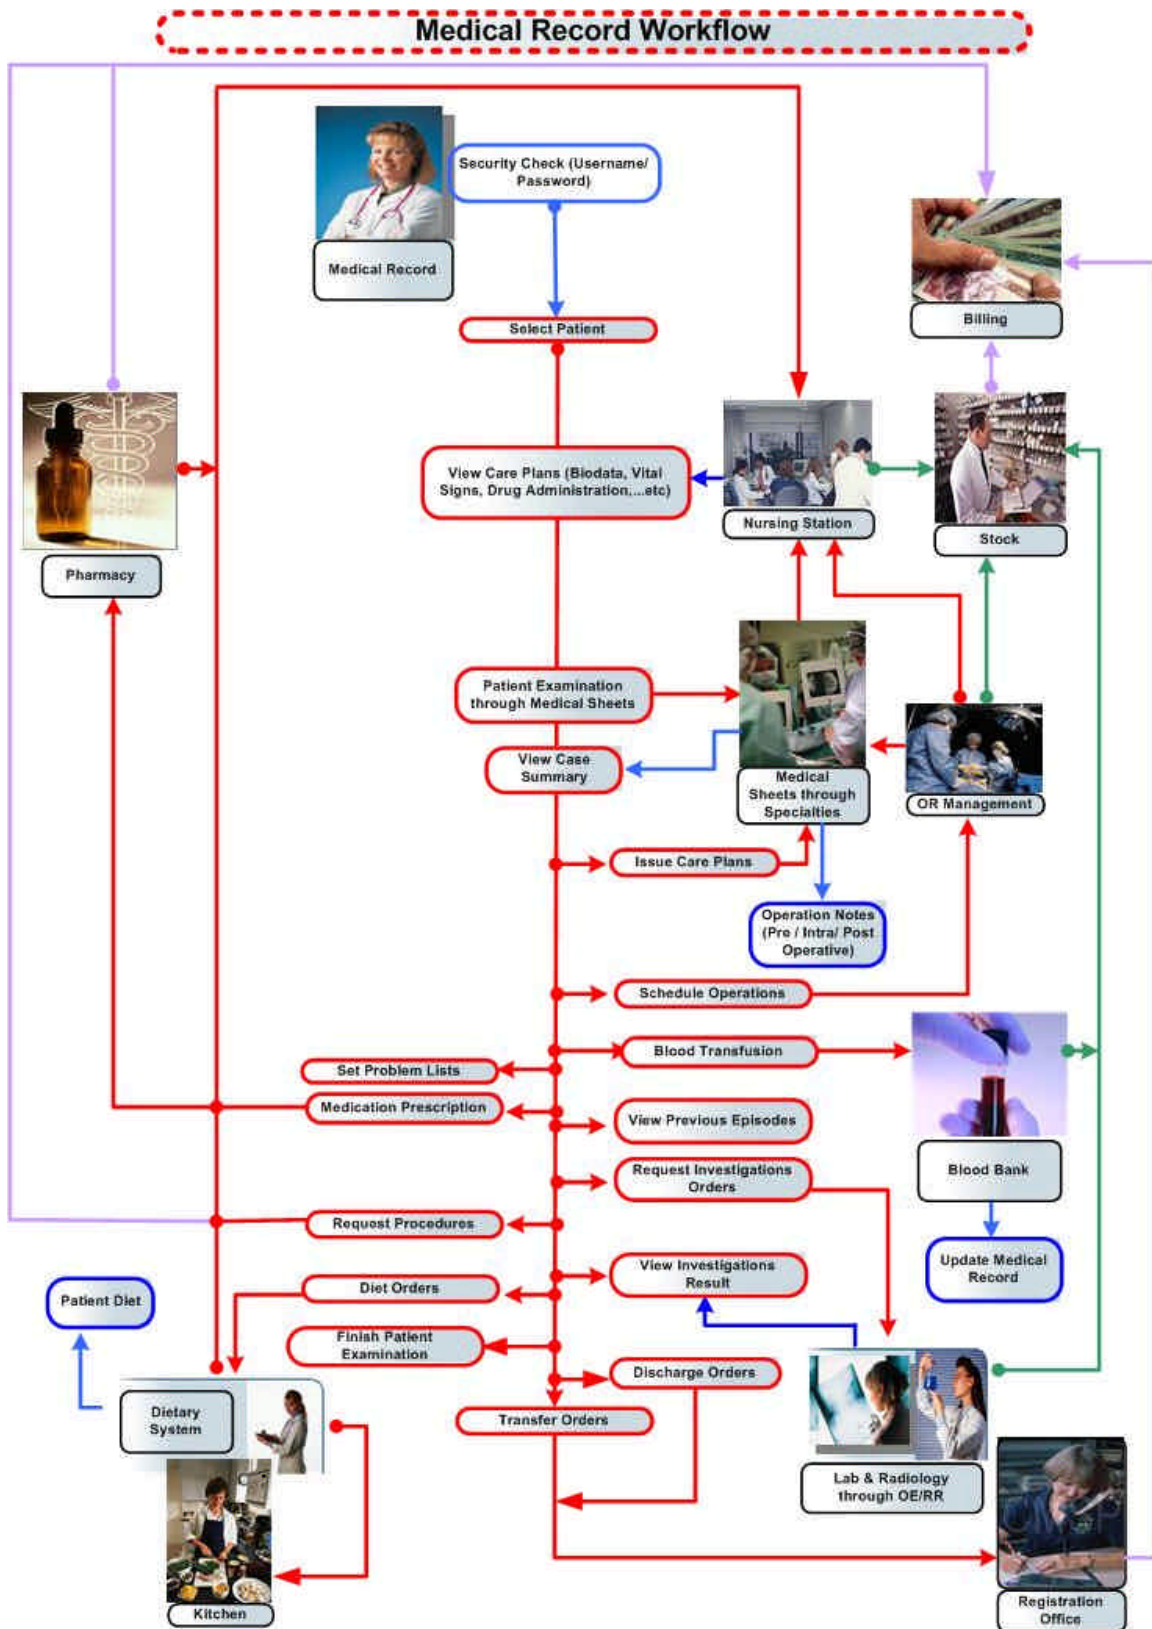 Medical Record Workflow
Security Check (Username/
Password)
Medical Record
Select Patient
Billing
View Care Plans (Biodata, Vital
Signs, Drug Administration,...etc)
Nursing Station
Stock
Pharmacy
Patient Examination
through Medical Sheets
View Case
Summary
Medical
Sheets through
Specialties
OR Management
Issue Care Plans
Operation Notes
(Pre / Intra/ Post
Operative)
Schedule Operations
Blood Transfusion
Set Problem Lists
Medication Prescription
View Previous Episodes
Request Investigations
Orders
Blood Bank
Request Procedures
View Investigations
Result
Update Medical
Record
Diet Orders
Patient Diet
Finish Patient
Examination
Discharge Orders
Dietary
System
Transfer Orders
Lab & Radiology
through OE/RR
Kitchen
Registration
Office